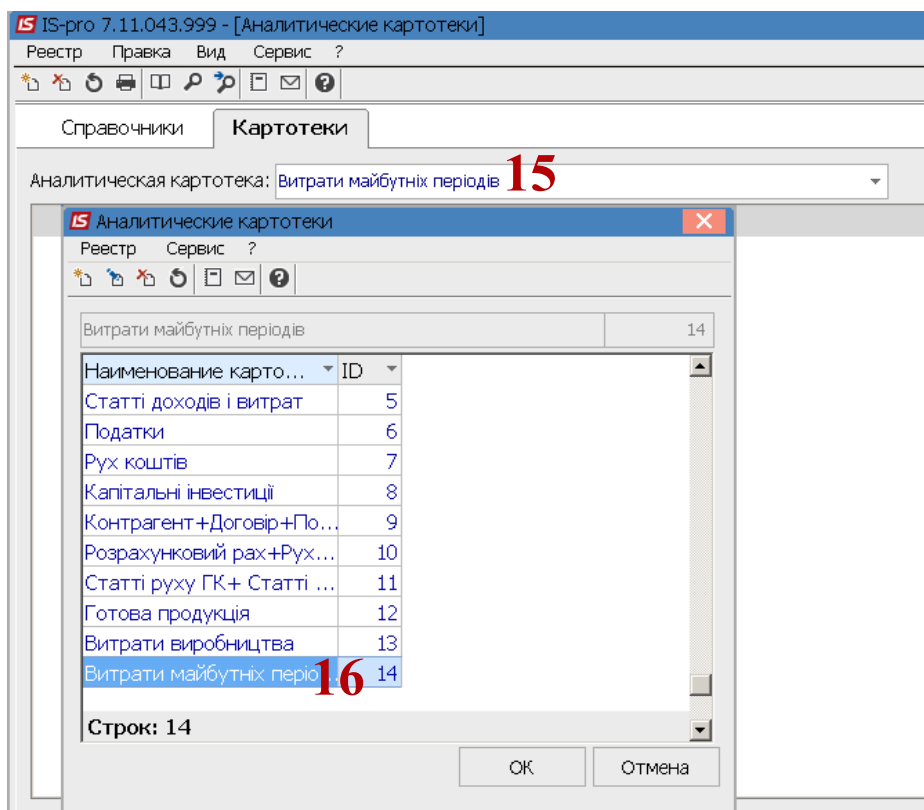 IS IS-pro 7.11.043.999 - [Аналитические картотеки]
Реестр Правка Вид Сервис ?
Справочники Картотеки
Аналитическая картотека: Витрати майбутніх періодів 15
IS Аналитические картотеки
Реестр Сервис ?
Витрати майбутніх періодів 14
Наименование карто... ID
Статті доходів і витрат 5
Податки 6
Рух коштів 7
Капітальні інвестиції 8
Контрагент+Договір+По... 9
Розрахунковий рах+Рух... 10
Статті руху ГК+ Статті ... 11
Готова продукція 12
Витрати виробництва 13
Витрати майбутніх періо... 16 14
Строк: 14
ОК Отмена